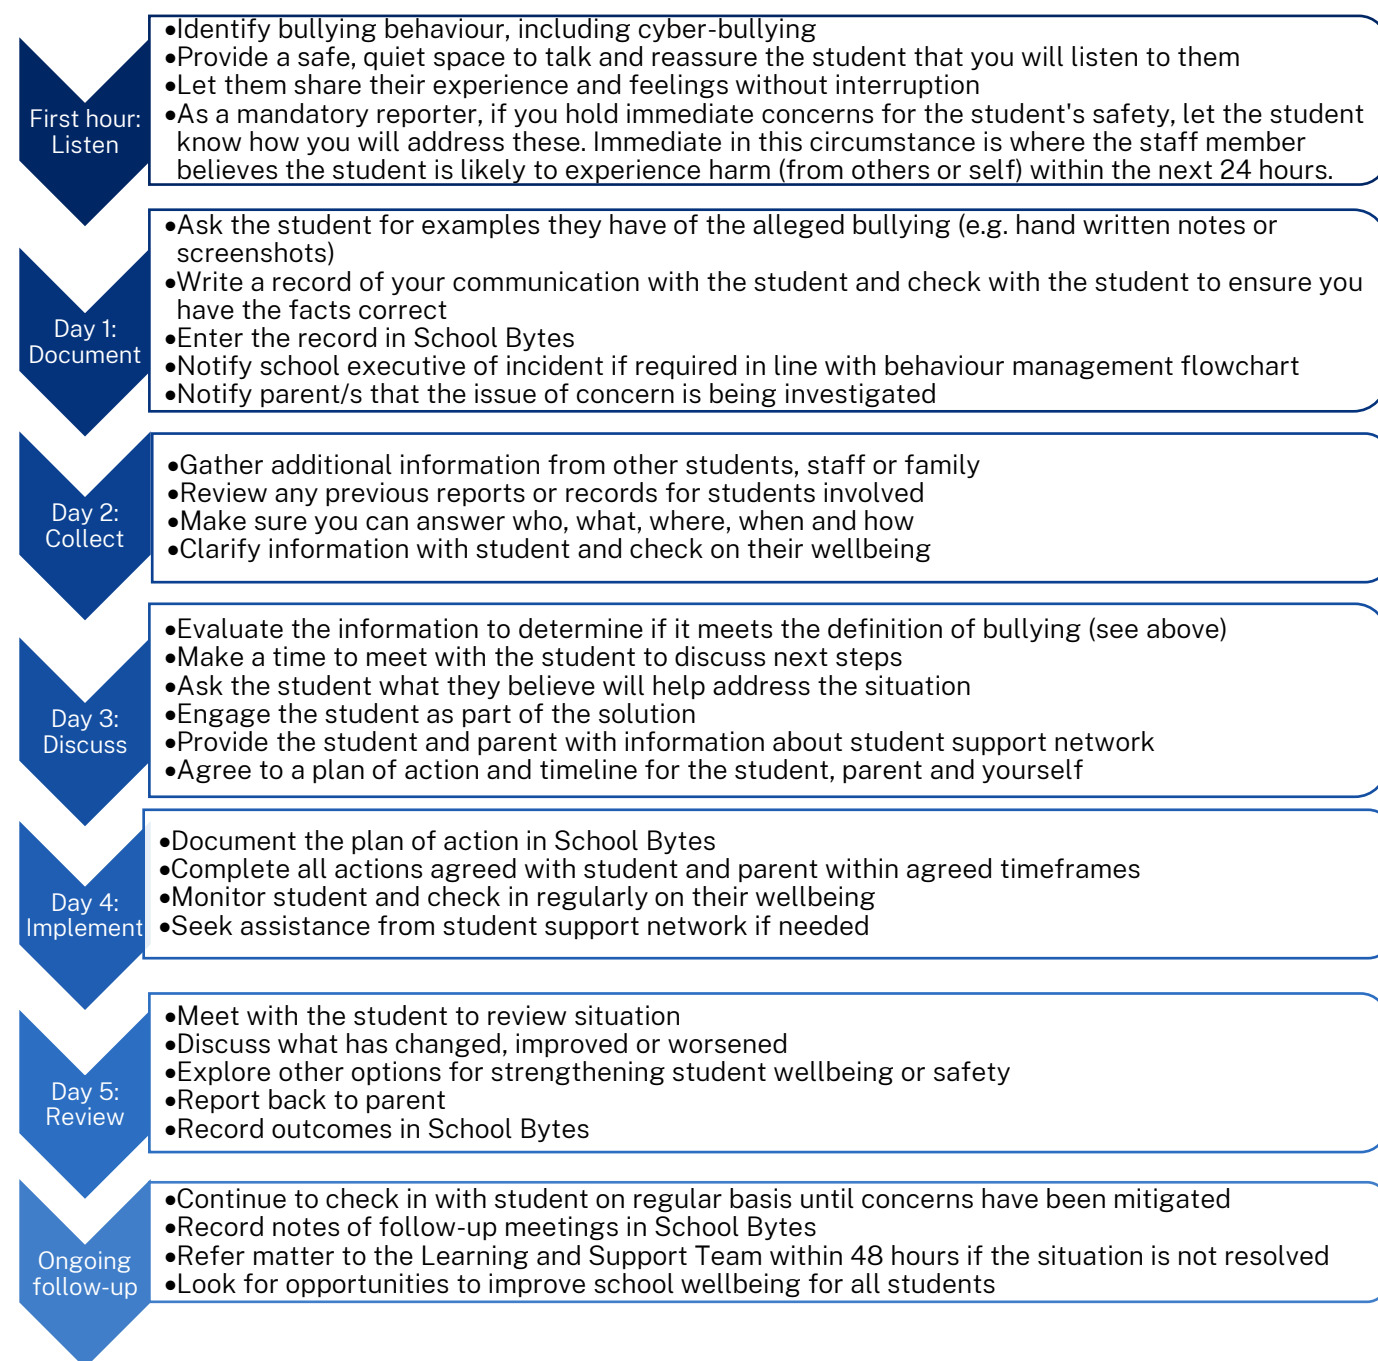 First hour:
Listen
•Identify bullying behaviour, including cyber-bullying
•Provide a safe, quiet space to talk and reassure the student that you will listen to them
•Let them share their experience and feelings without interruption
•As a mandatory reporter, if you hold immediate concerns for the student's safety, let the student
know how you will address these. Immediate in this circumstance is where the staff member
believes the student is likely to experience harm (from others or self) within the next 24 hours.
Day 1:
Document
•Ask the student for examples they have of the alleged bullying (e.g. hand written notes or
screenshots)
•Write a record of your communication with the student and check with the student to ensure you
have the facts correct
•Enter the record in School Bytes
•Notify school executive of incident if required in line with behaviour management flowchart
•Notify parent/s that the issue of concern is being investigated
Day 2:
Collect
•Gather additional information from other students, staff or family
•Review any previous reports or records for students involved
•Make sure you can answer who, what, where, when and how
•Clarify information with student and check on their wellbeing
Day 3:
Discuss
•Evaluate the information to determine if it meets the definition of bullying (see above)
•Make a time to meet with the student to discuss next steps
•Ask the student what they believe will help address the situation
•Engage the student as part of the solution
•Provide the student and parent with information about student support network
•Agree to a plan of action and timeline for the student, parent and yourself
Day 4:
Implement
•Document the plan of action in School Bytes
•Complete all actions agreed with student and parent within agreed timeframes
•Monitor student and check in regularly on their wellbeing
•Seek assistance from student support network if needed
Day 5:
Review
•Meet with the student to review situation
•Discuss what has changed, improved or worsened
•Explore other options for strengthening student wellbeing or safety
•Report back to parent
•Record outcomes in School Bytes
Ongoing
follow-up
•Continue to check in with student on regular basis until concerns have been mitigated
•Record notes of follow-up meetings in School Bytes
•Refer matter to the Learning and Support Team within 48 hours if the situation is not resolved
•Look for opportunities to improve school wellbeing for all students